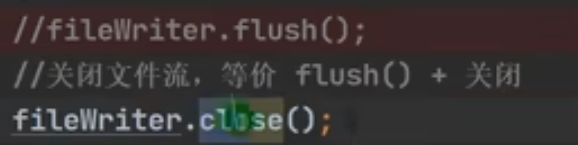 //fileWriter.flush();
//关闭文件流，等价 flush() + 关闭
fileWriter.close();